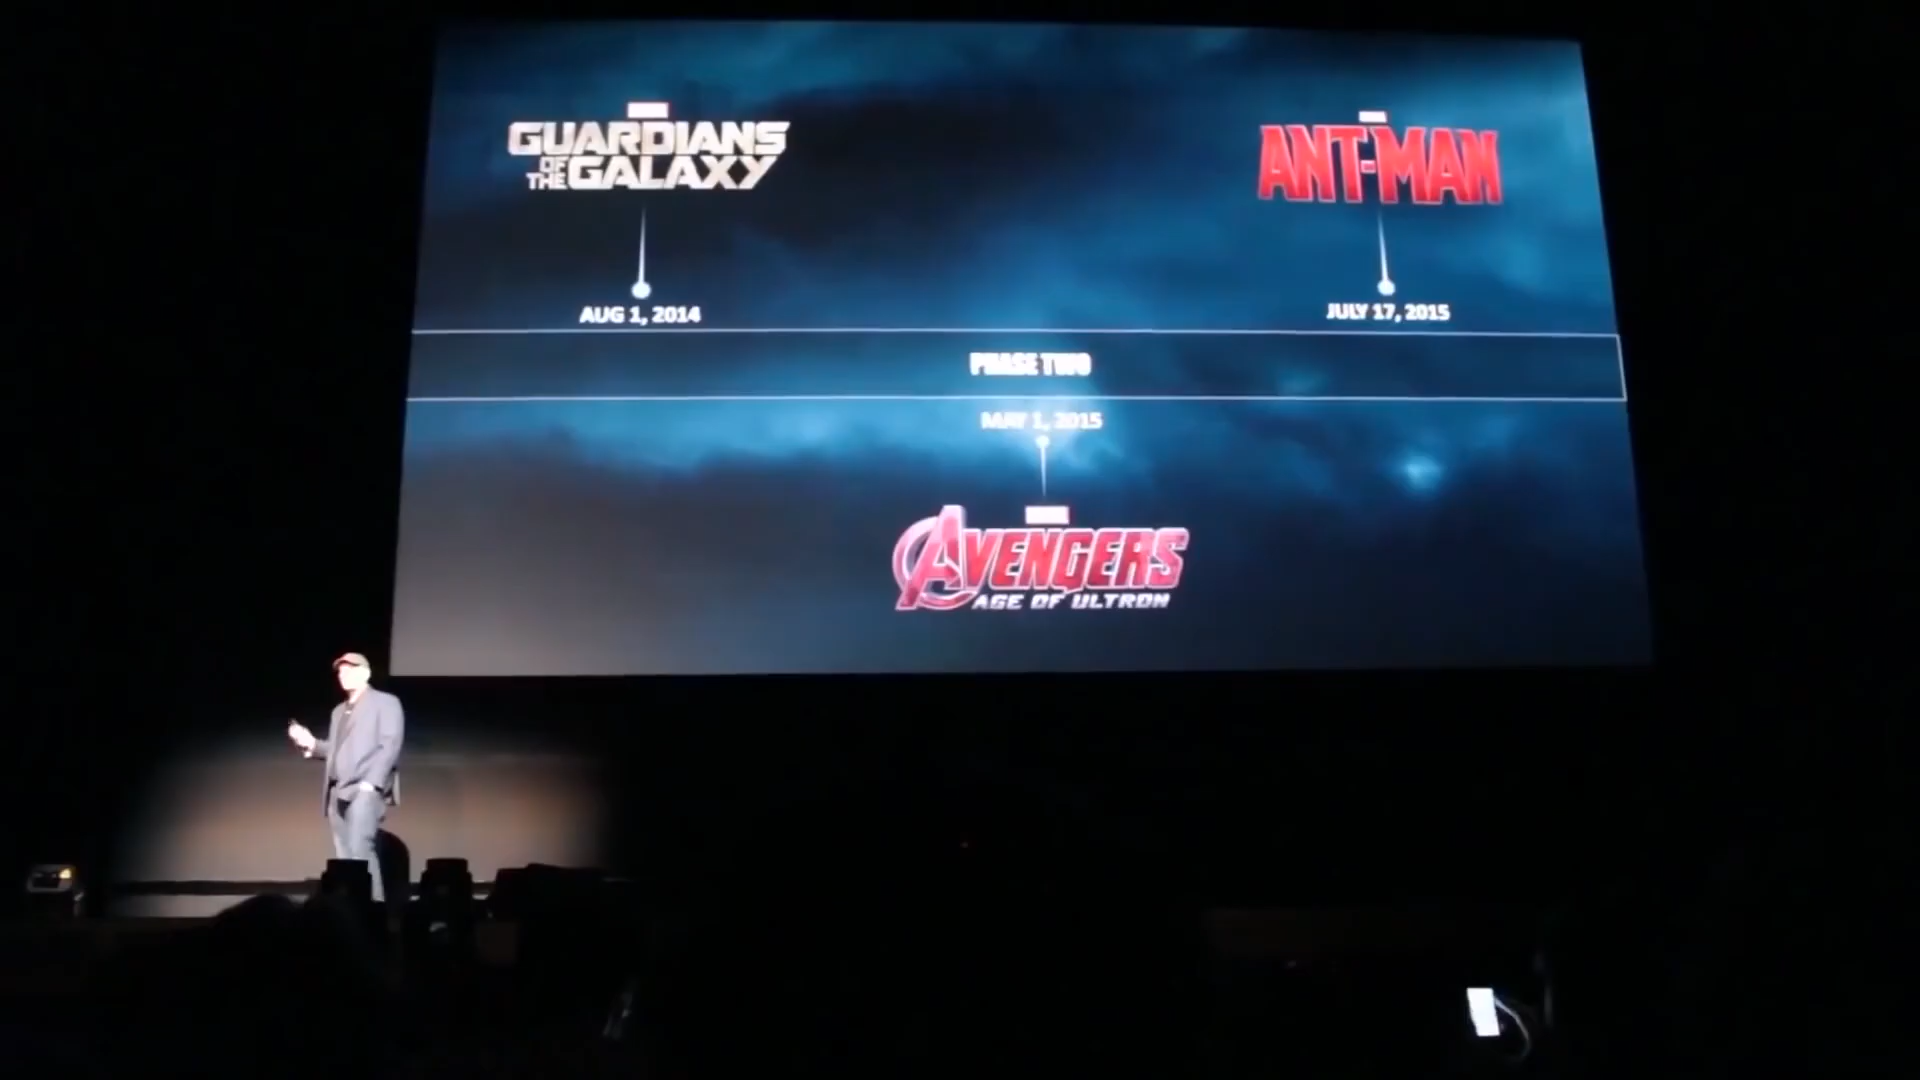 GUARDIANS
OF THE GALAXY
AUG 1, 2014
ANT-MAN
JULY 17, 2015
PHASE TWO
MAY 1, 2015
AVENGERS
AGE OF ULTRON